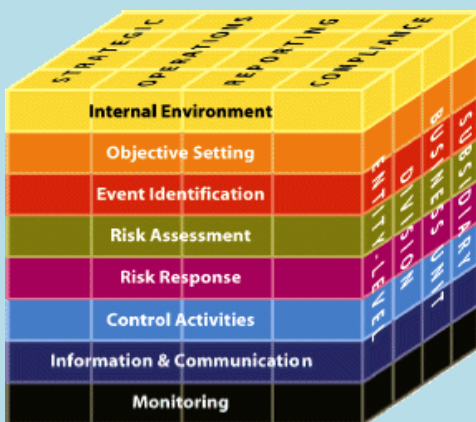 STRATEGIC
OPERATIONS
REPORTING
COMPLIANCE
Internal Environment
Objective Setting
Event Identification
Risk Assessment
Risk Response
Control Activities
Information & Communication
Monitoring
ENTITY-LEVEL
DIVISION
BUSINESS UNIT
SUBSIDIARY